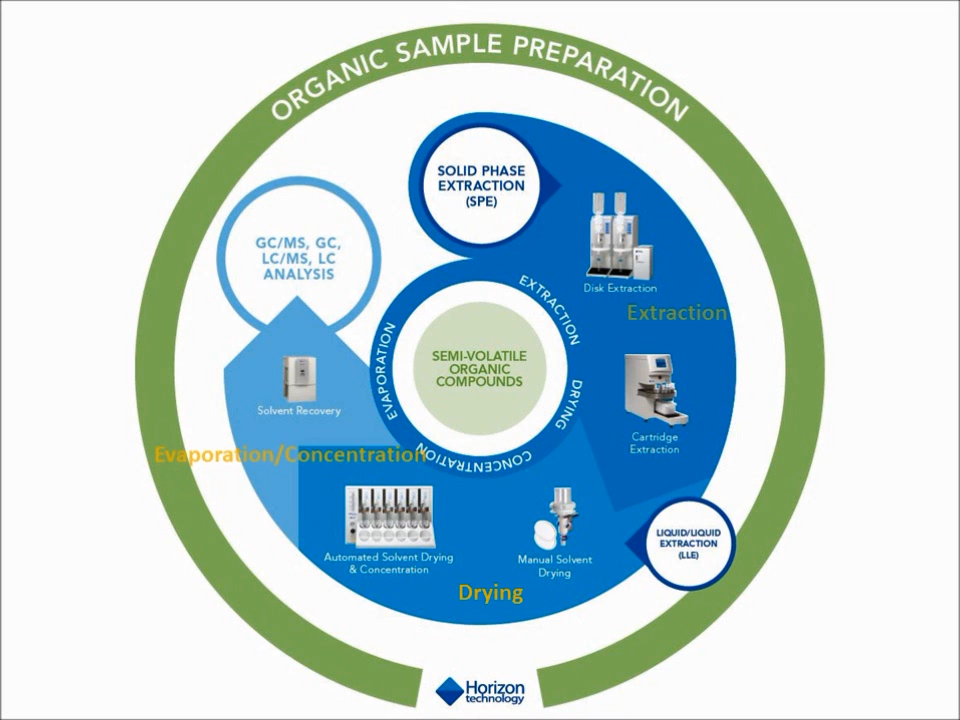 ORGANIC SAMPLE PREPARATION
SOLID PHASE
EXTRACTION
(SPE)
GC/MS, GC,
LC/MS, LC
ANALYSIS
Disk Extraction
Extraction
EXTRACTION
DRYING
CONCENTRATION
EVAPORATION
SEMI-VOLATILE
ORGANIC
COMPOUNDS
Solvent Recovery
Cartridge
Extraction
Evaporation/Concentration
LIQUID/LIQUID
EXTRACTION
(LLE)
Automated Solvent Drying
& Concentration
Manual Solvent
Drying
Drying
Horizon
technology